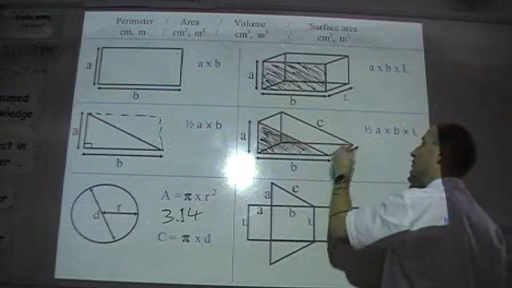 Perimeter / Area / Volume / Surface area
cm, m / cm², m² / cm³, m³ / cm², m²
a
b
a x b
a
b
L
a x b x L
a
b
½ a x b
a
b
c
½ a x b x L
d
r
A = π x r²
3.14
C = π x d
a
c
a
b
L
L